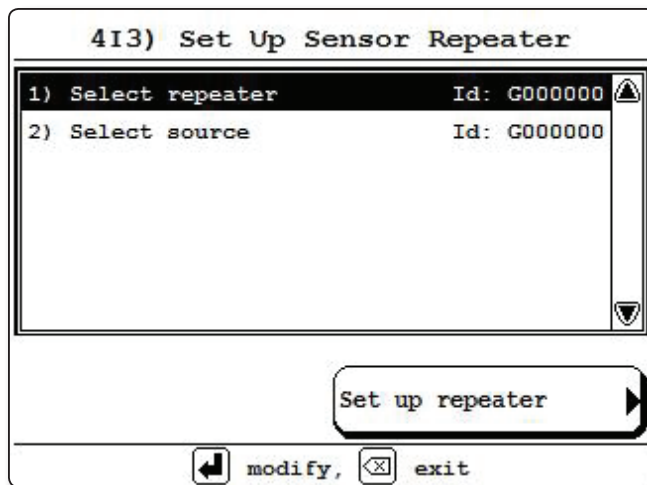 4I3) Set Up Sensor Repeater
1) Select repeater Id: G000000
2) Select source Id: G000000
Set up repeater
modify, exit